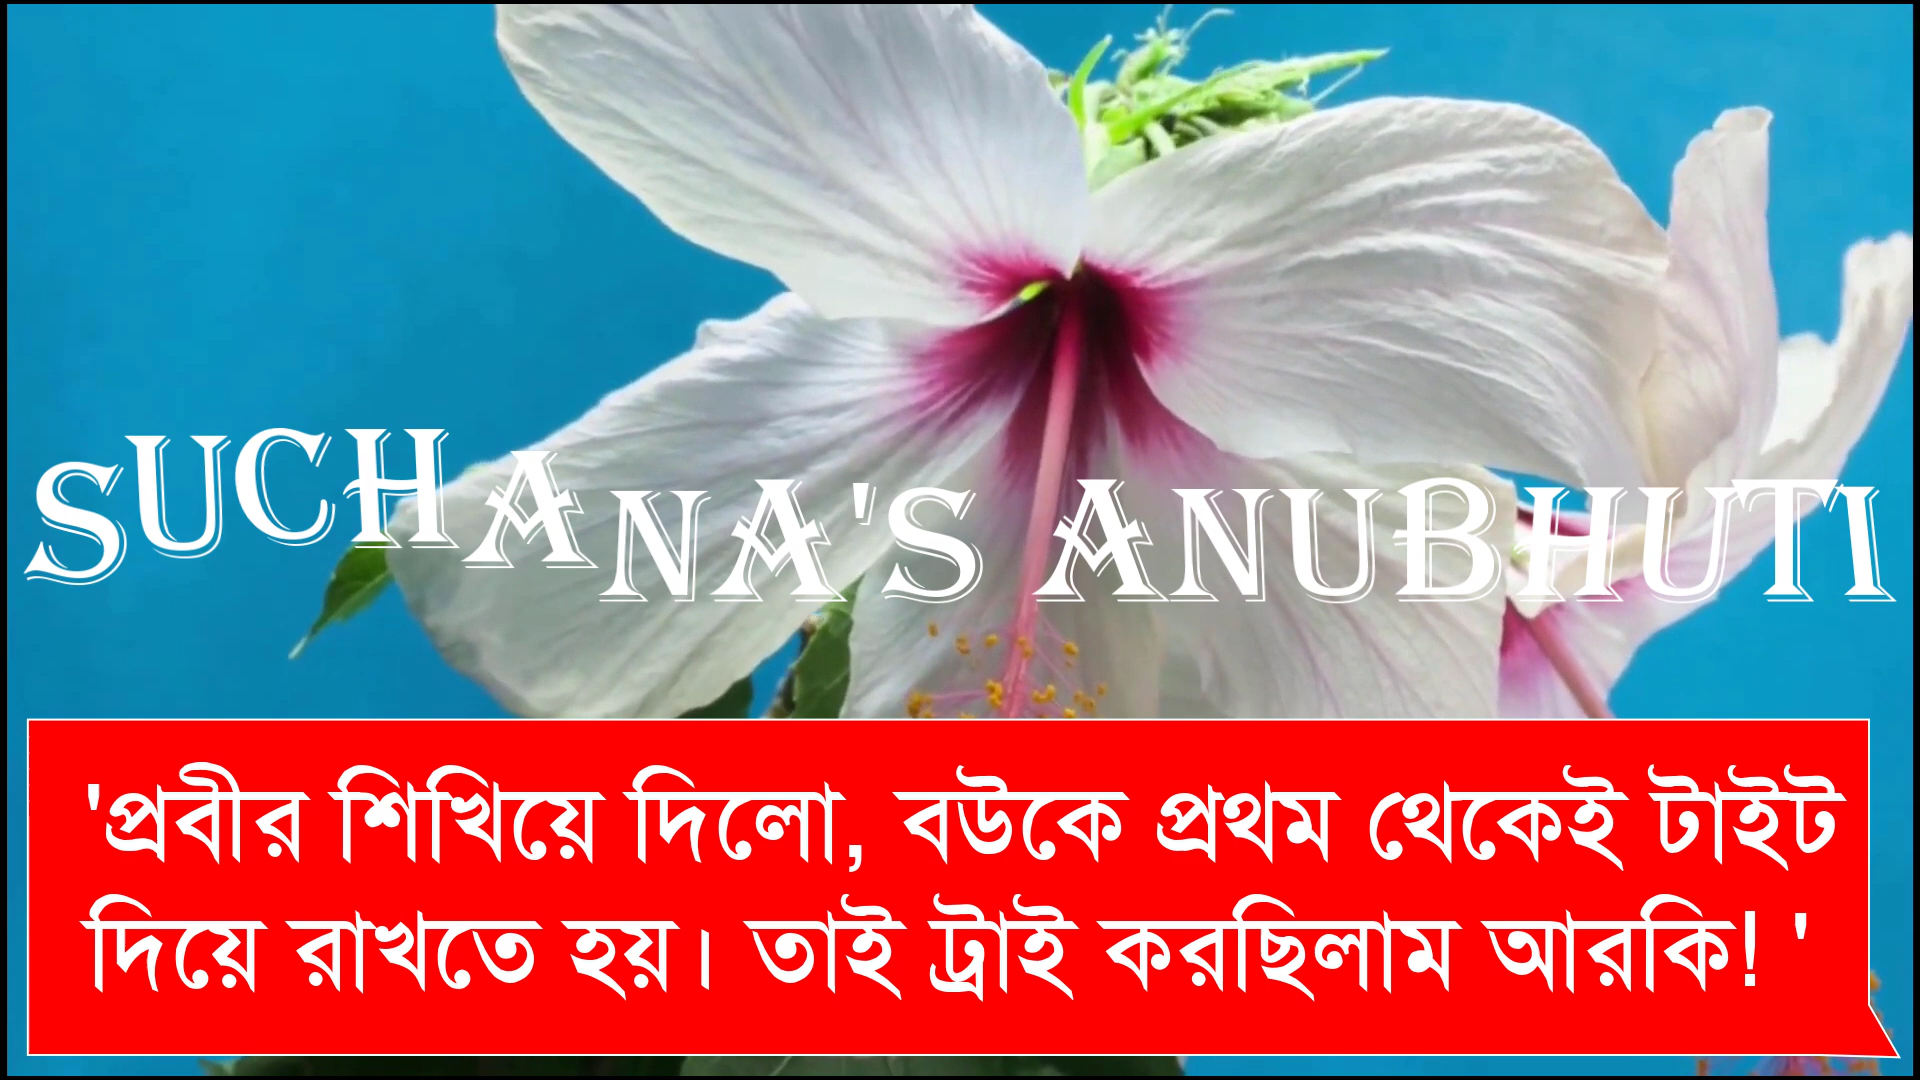 SUCHANA'S ANUBHUTI
'প্রবীর শিখিয়ে দিলো, বউকে প্রথম থেকেই টাইট
দিয়ে রাখতে হয়। তাই ট্রাই করছিলাম আরকি! '